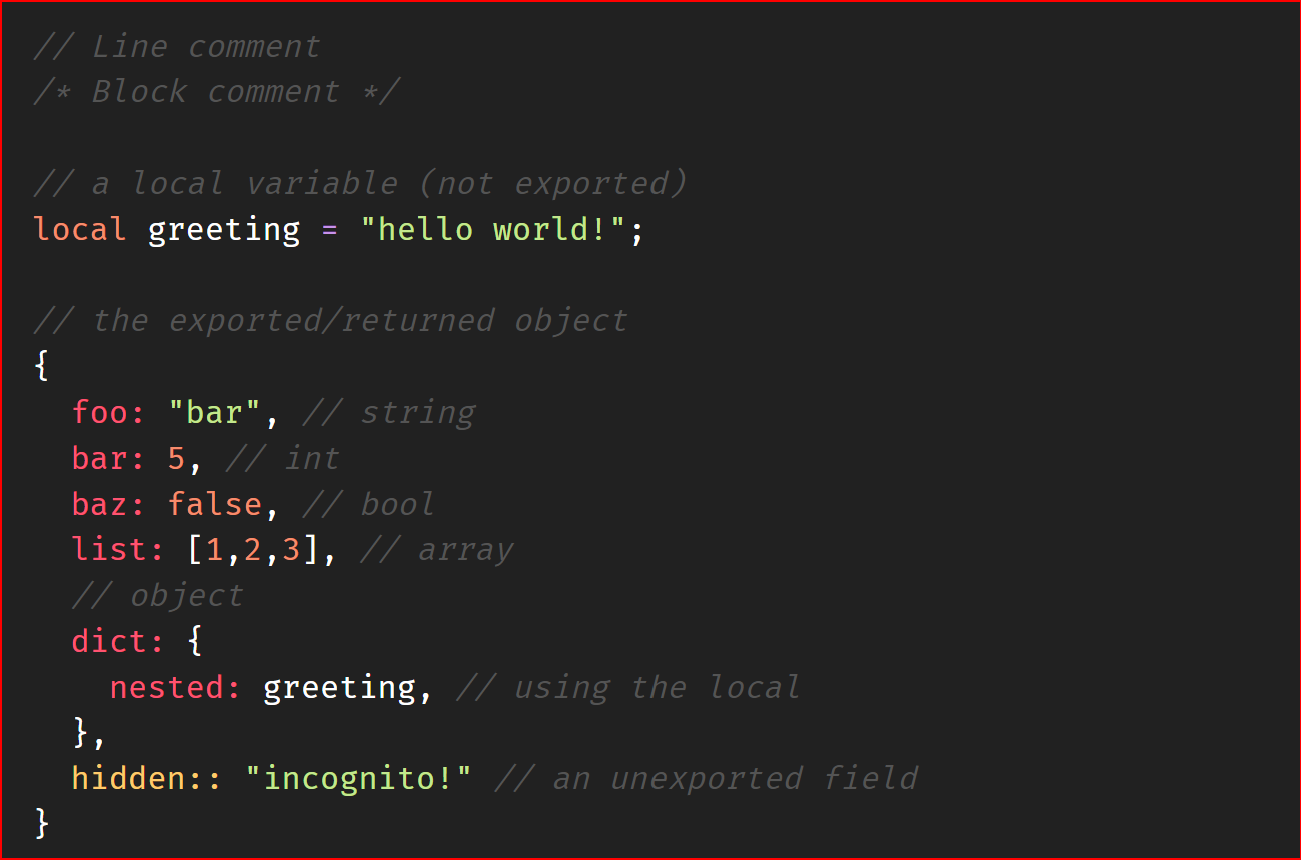 // Line comment
/* Block comment */

// a local variable (not exported)
local greeting = "hello world!";

// the exported/returned object
{
  foo: "bar", // string
  bar: 5, // int
  baz: false, // bool
  list: [1,2,3], // array
  // object
  dict: {
    nested: greeting, // using the local
  },
  hidden:: "incognito!" // an unexported field
}